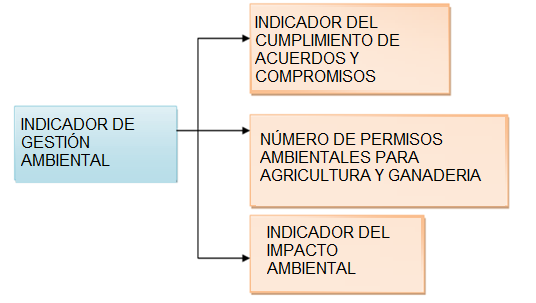 INDICADOR DEL
CUMPLIMIENTO DE
ACUERDOS Y
COMPROMISOS
INDICADOR DE
GESTIÓN
AMBIENTAL
NÚMERO DE PERMISOS
AMBIENTALES PARA
AGRICULTURA Y GANADERIA
INDICADOR DEL
IMPACTO
AMBIENTAL